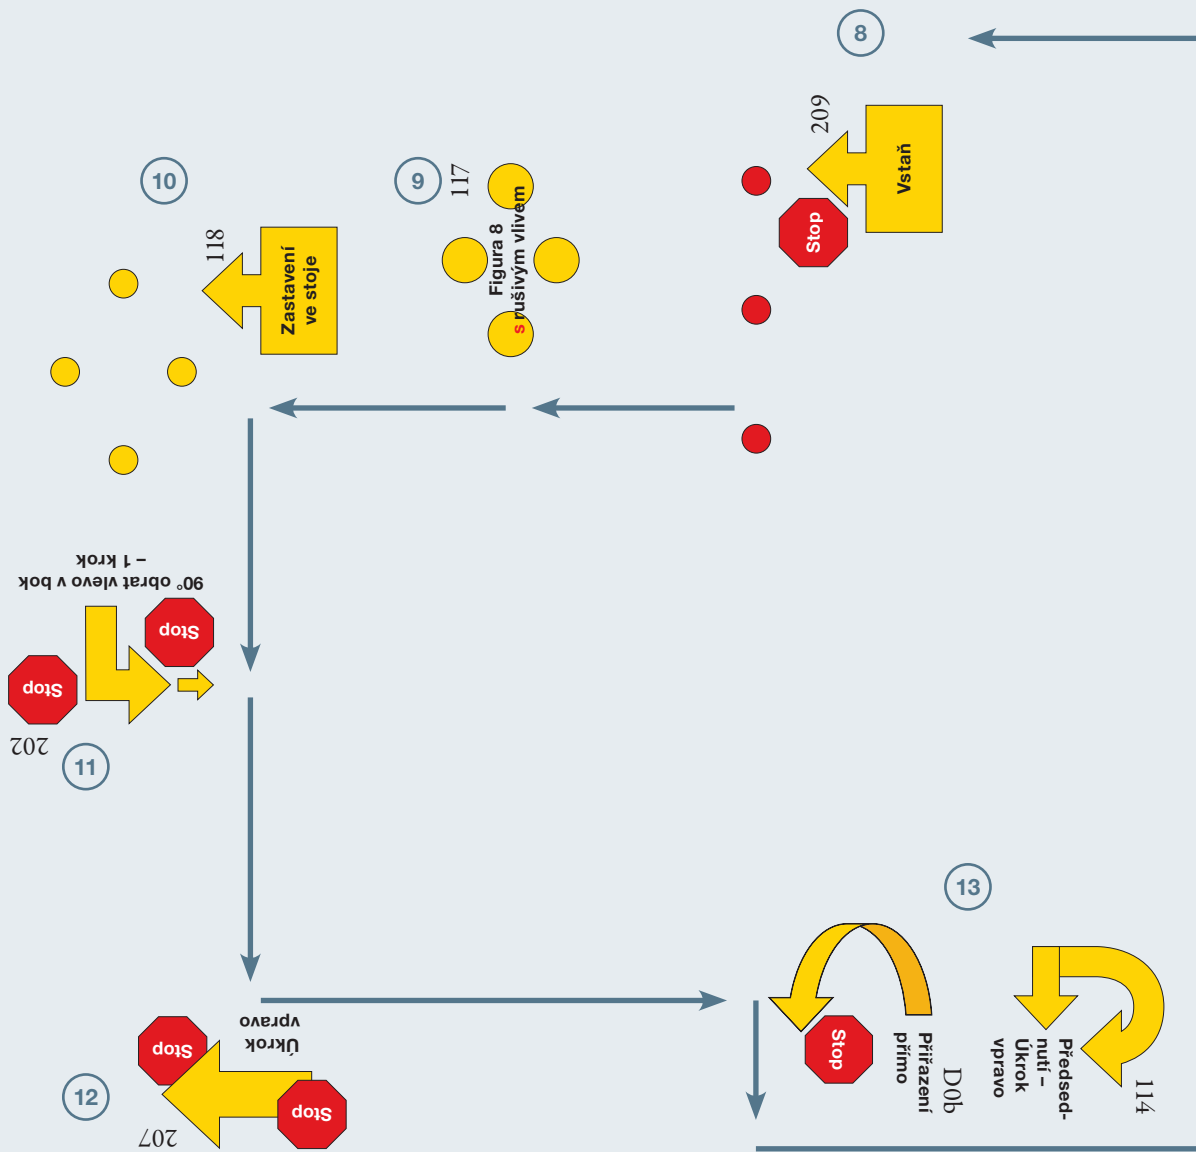 8
209
Stop
Vstaň
9
117
Figura 8
s rušivým vlivem
10
118
Zastavení
ve stoje
90° obrat vlevo v bok
– 1 krok
Stop
Stop
202
11
Úkrok
vpravo
Stop
Stop
12
207
13
Stop
Přiřazení
přímo
D0b
Předsed-
nutí –
Úkrok
vpravo
114